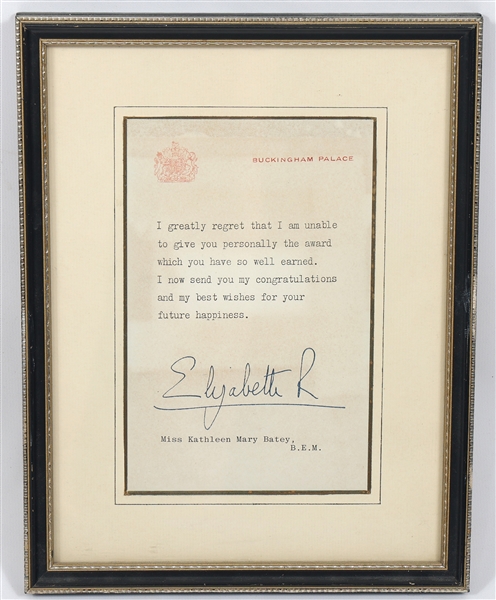 BUCKINGHAM PALACE
I greatly regret that I am unable
to give you personally the award
which you have so well earned.
I now send you my congratulations
and my best wishes for your
future happiness.
Elizabeth R
Miss Kathleen Mary Batey,
B.E.M.